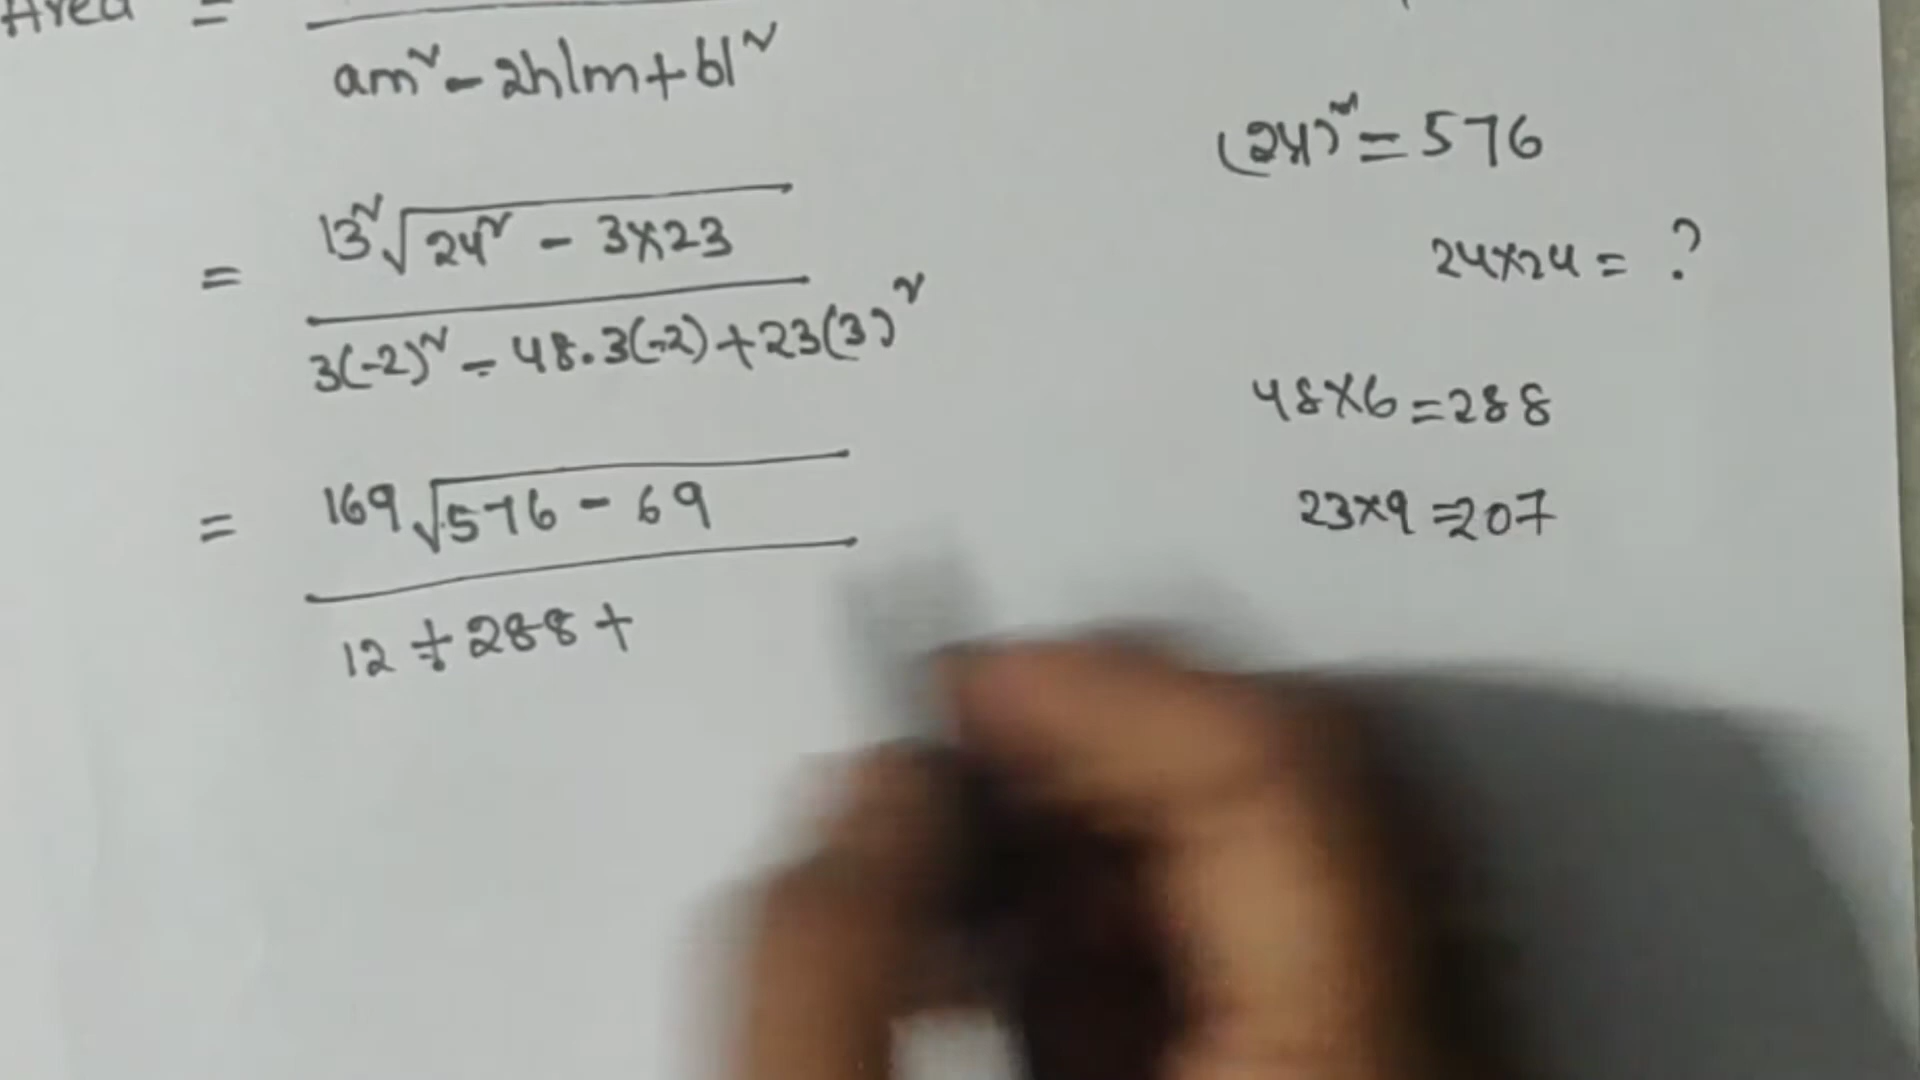 Area =
am² - 2hlm + bl²
= 13²√24² - 3×23
3(-2)² - 48.3(-2) + 23(3)²
= 169√576 - 69
12 + 288 +
(24)² = 576
24×24 = ?
48×6 = 288
23×9 = 207